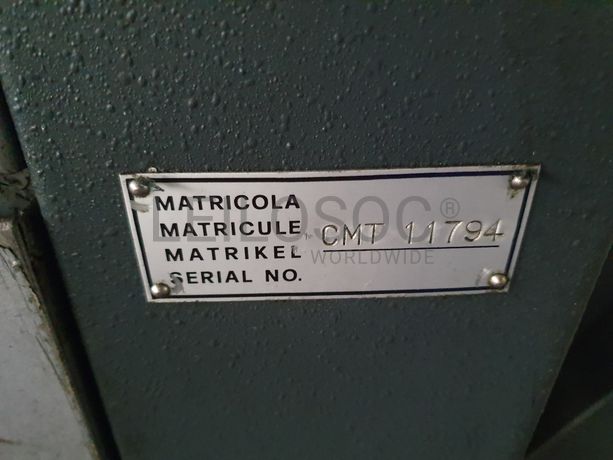 MATRICOLA
MATRICULE CMT 11794
MATRIKEL
SERIAL NO.
LEILOSOC®
WORLDWIDE